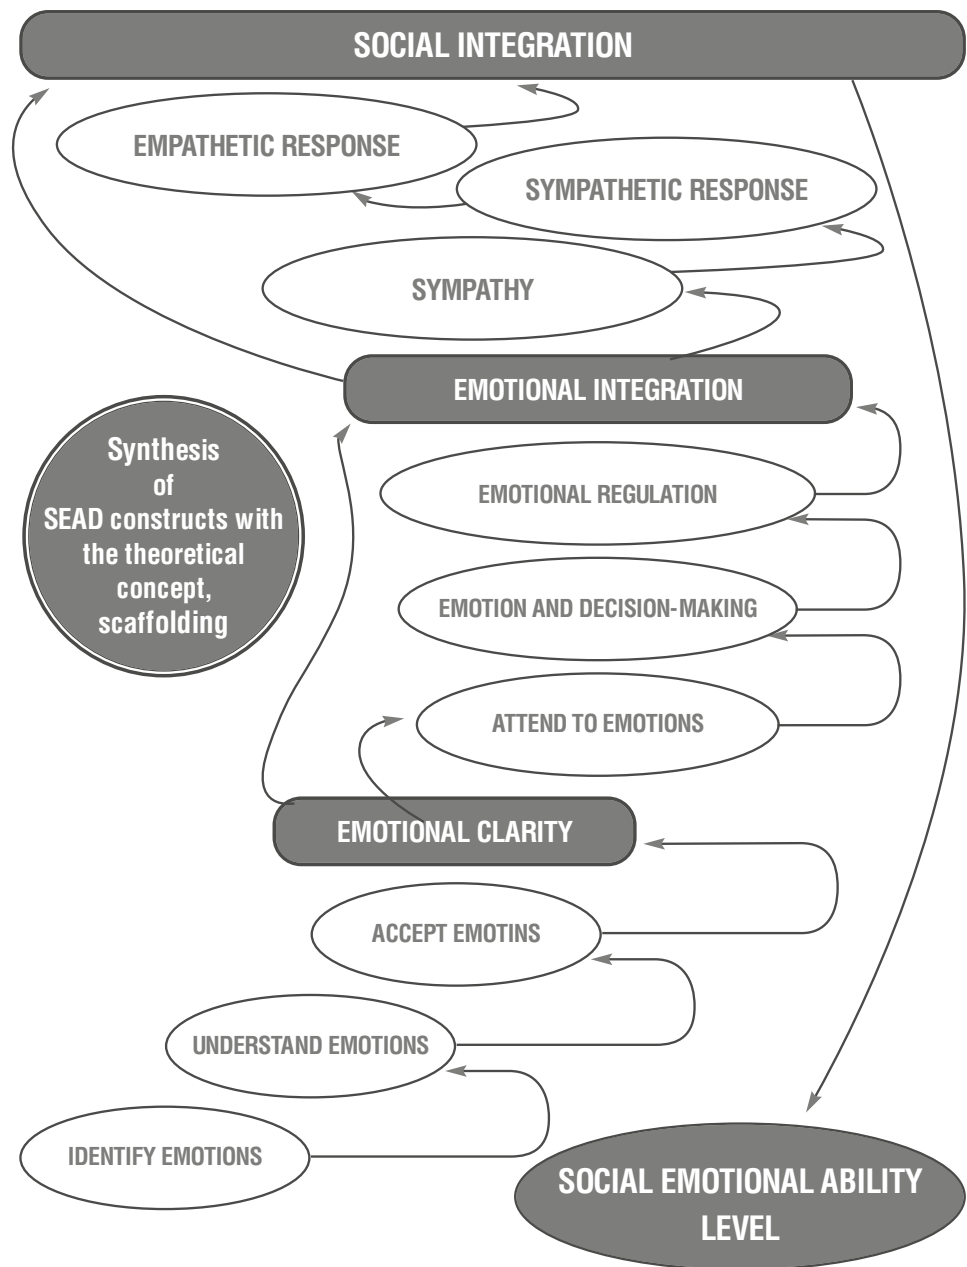 SOCIAL INTEGRATION
EMPATHETIC RESPONSE
SYMPATHETIC RESPONSE
SYMPATHY
EMOTIONAL INTEGRATION
Synthesis
of
SEAD constructs with
the theoretical
concept,
scaffolding
EMOTIONAL REGULATION
EMOTION AND DECISION-MAKING
ATTEND TO EMOTIONS
EMOTIONAL CLARITY
ACCEPT EMOTINS
UNDERSTAND EMOTIONS
IDENTIFY EMOTIONS
SOCIAL EMOTIONAL ABILITY
LEVEL